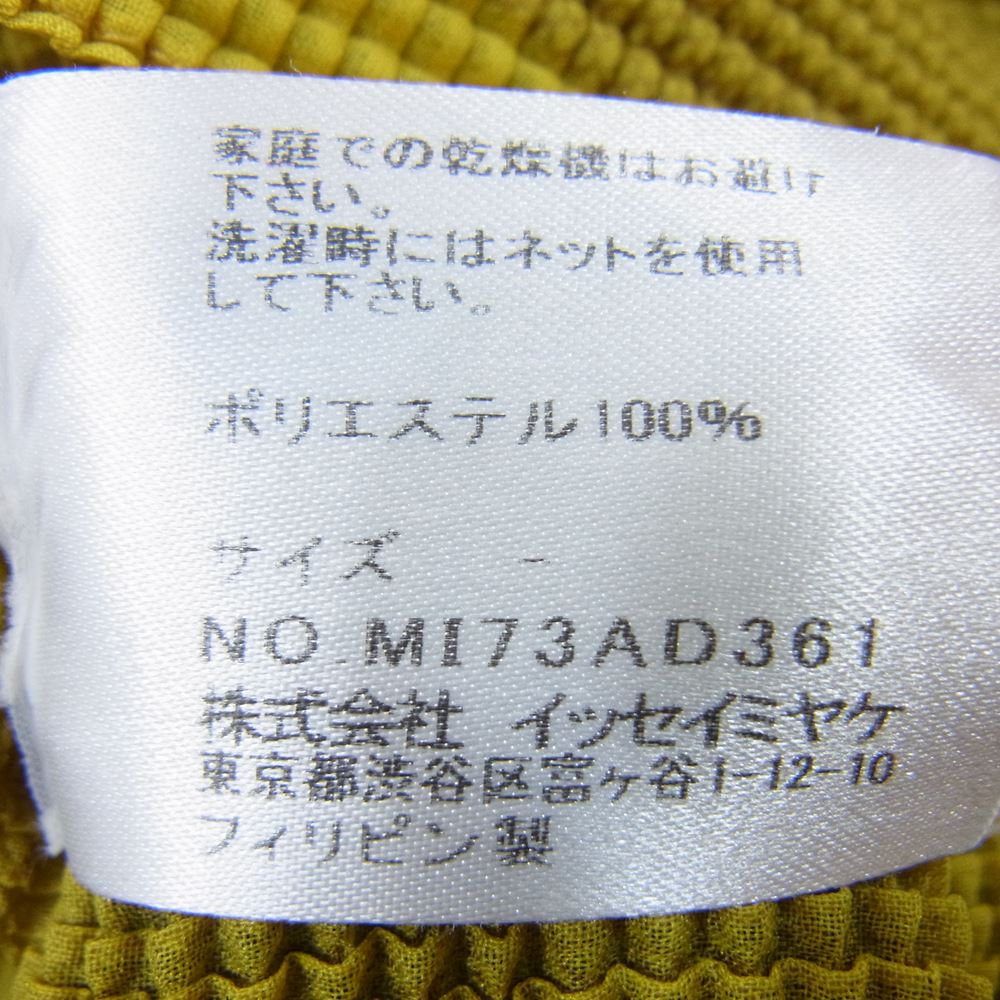 家庭での乾燥機はお避け
下さい。
洗濯時にはネットを使用
して下さい。
ポリエステル100%
サイズ -
NO.MI73AD361
株式会社 イッセイミヤケ
東京都渋谷区富ヶ谷1-12-10
フィリピン製